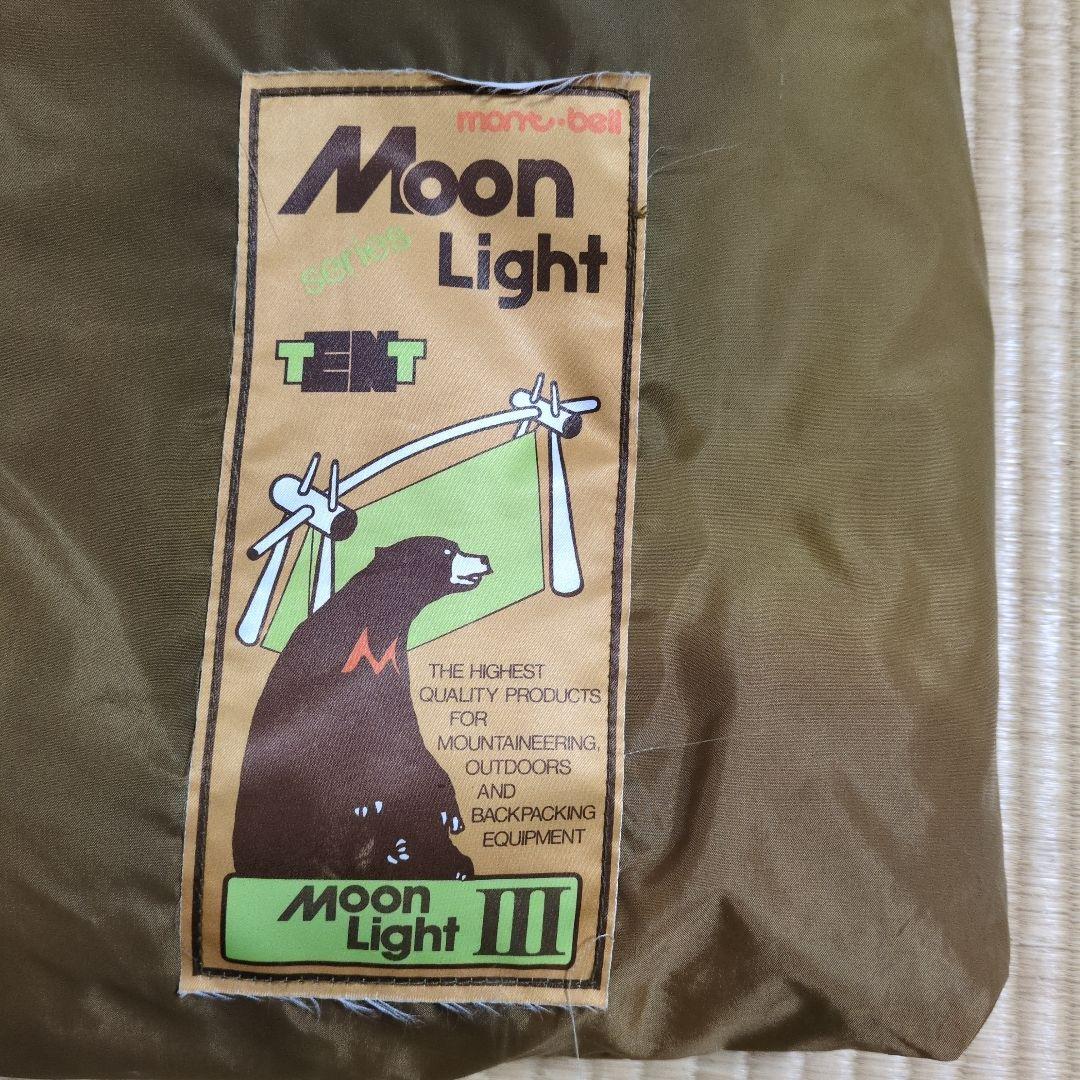 mont·bell
Moon
series
Light
TENT
M
THE HIGHEST
QUALITY PRODUCTS
FOR
MOUNTAINEERING,
OUTDOORS
AND
BACKPACKING
EQUIPMENT
Moon
Light III